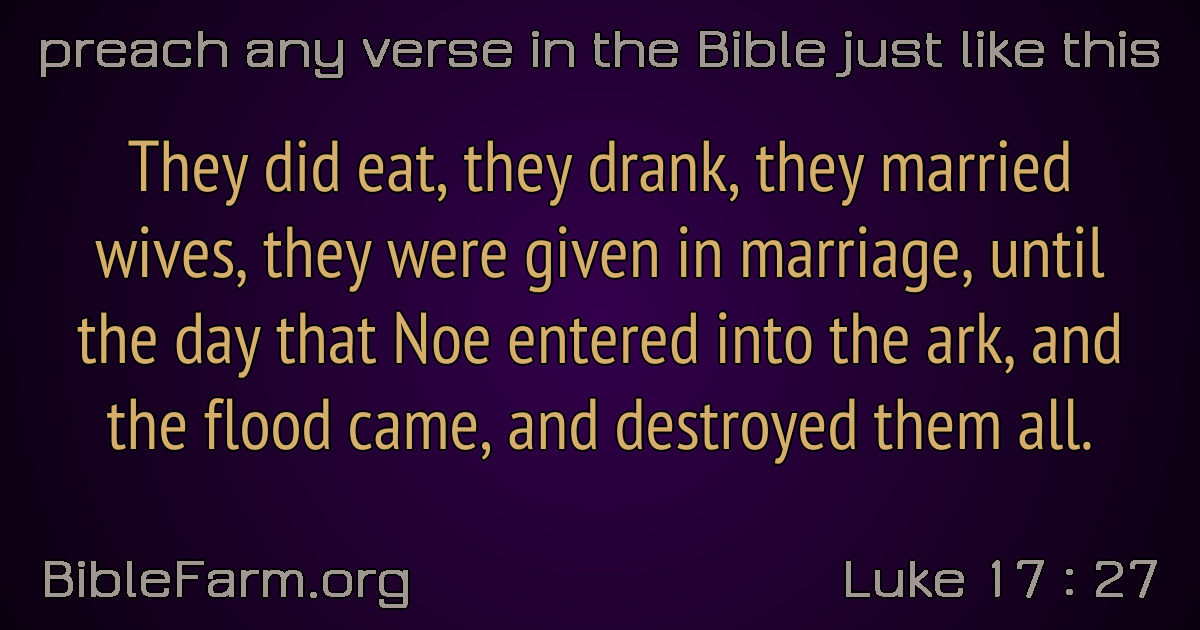 preach any verse in the Bible just like this
They did eat, they drank, they married
wives, they were given in marriage, until
the day that Noe entered into the ark, and
the flood came, and destroyed them all.
BibleFarm.org
Luke 17 : 27